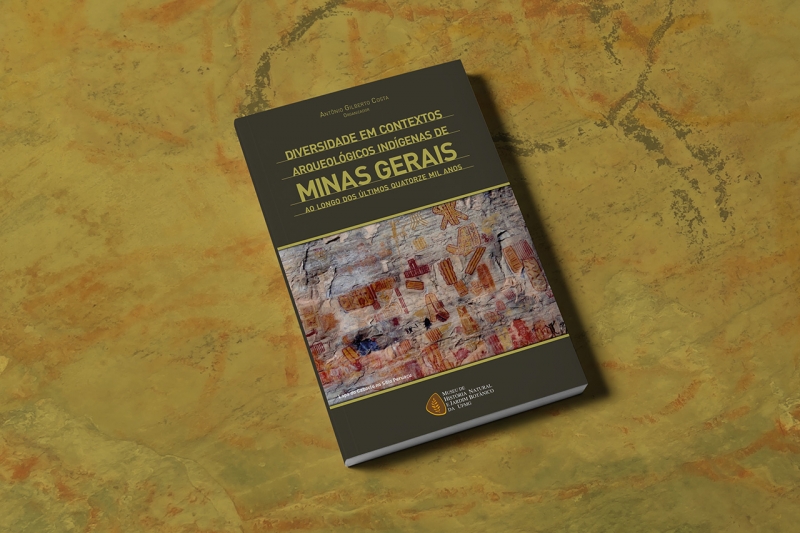 Antônio Gilberto Costa
Organizador
DIVERSIDADE EM CONTEXTOS
ARQUEOLÓGICOS INDÍGENAS DE
MINAS GERAIS
AO LONGO DOS ÚLTIMOS QUATORZE MIL ANOS
Museu de
História Natural
e Jardim Botânico
da UFMG